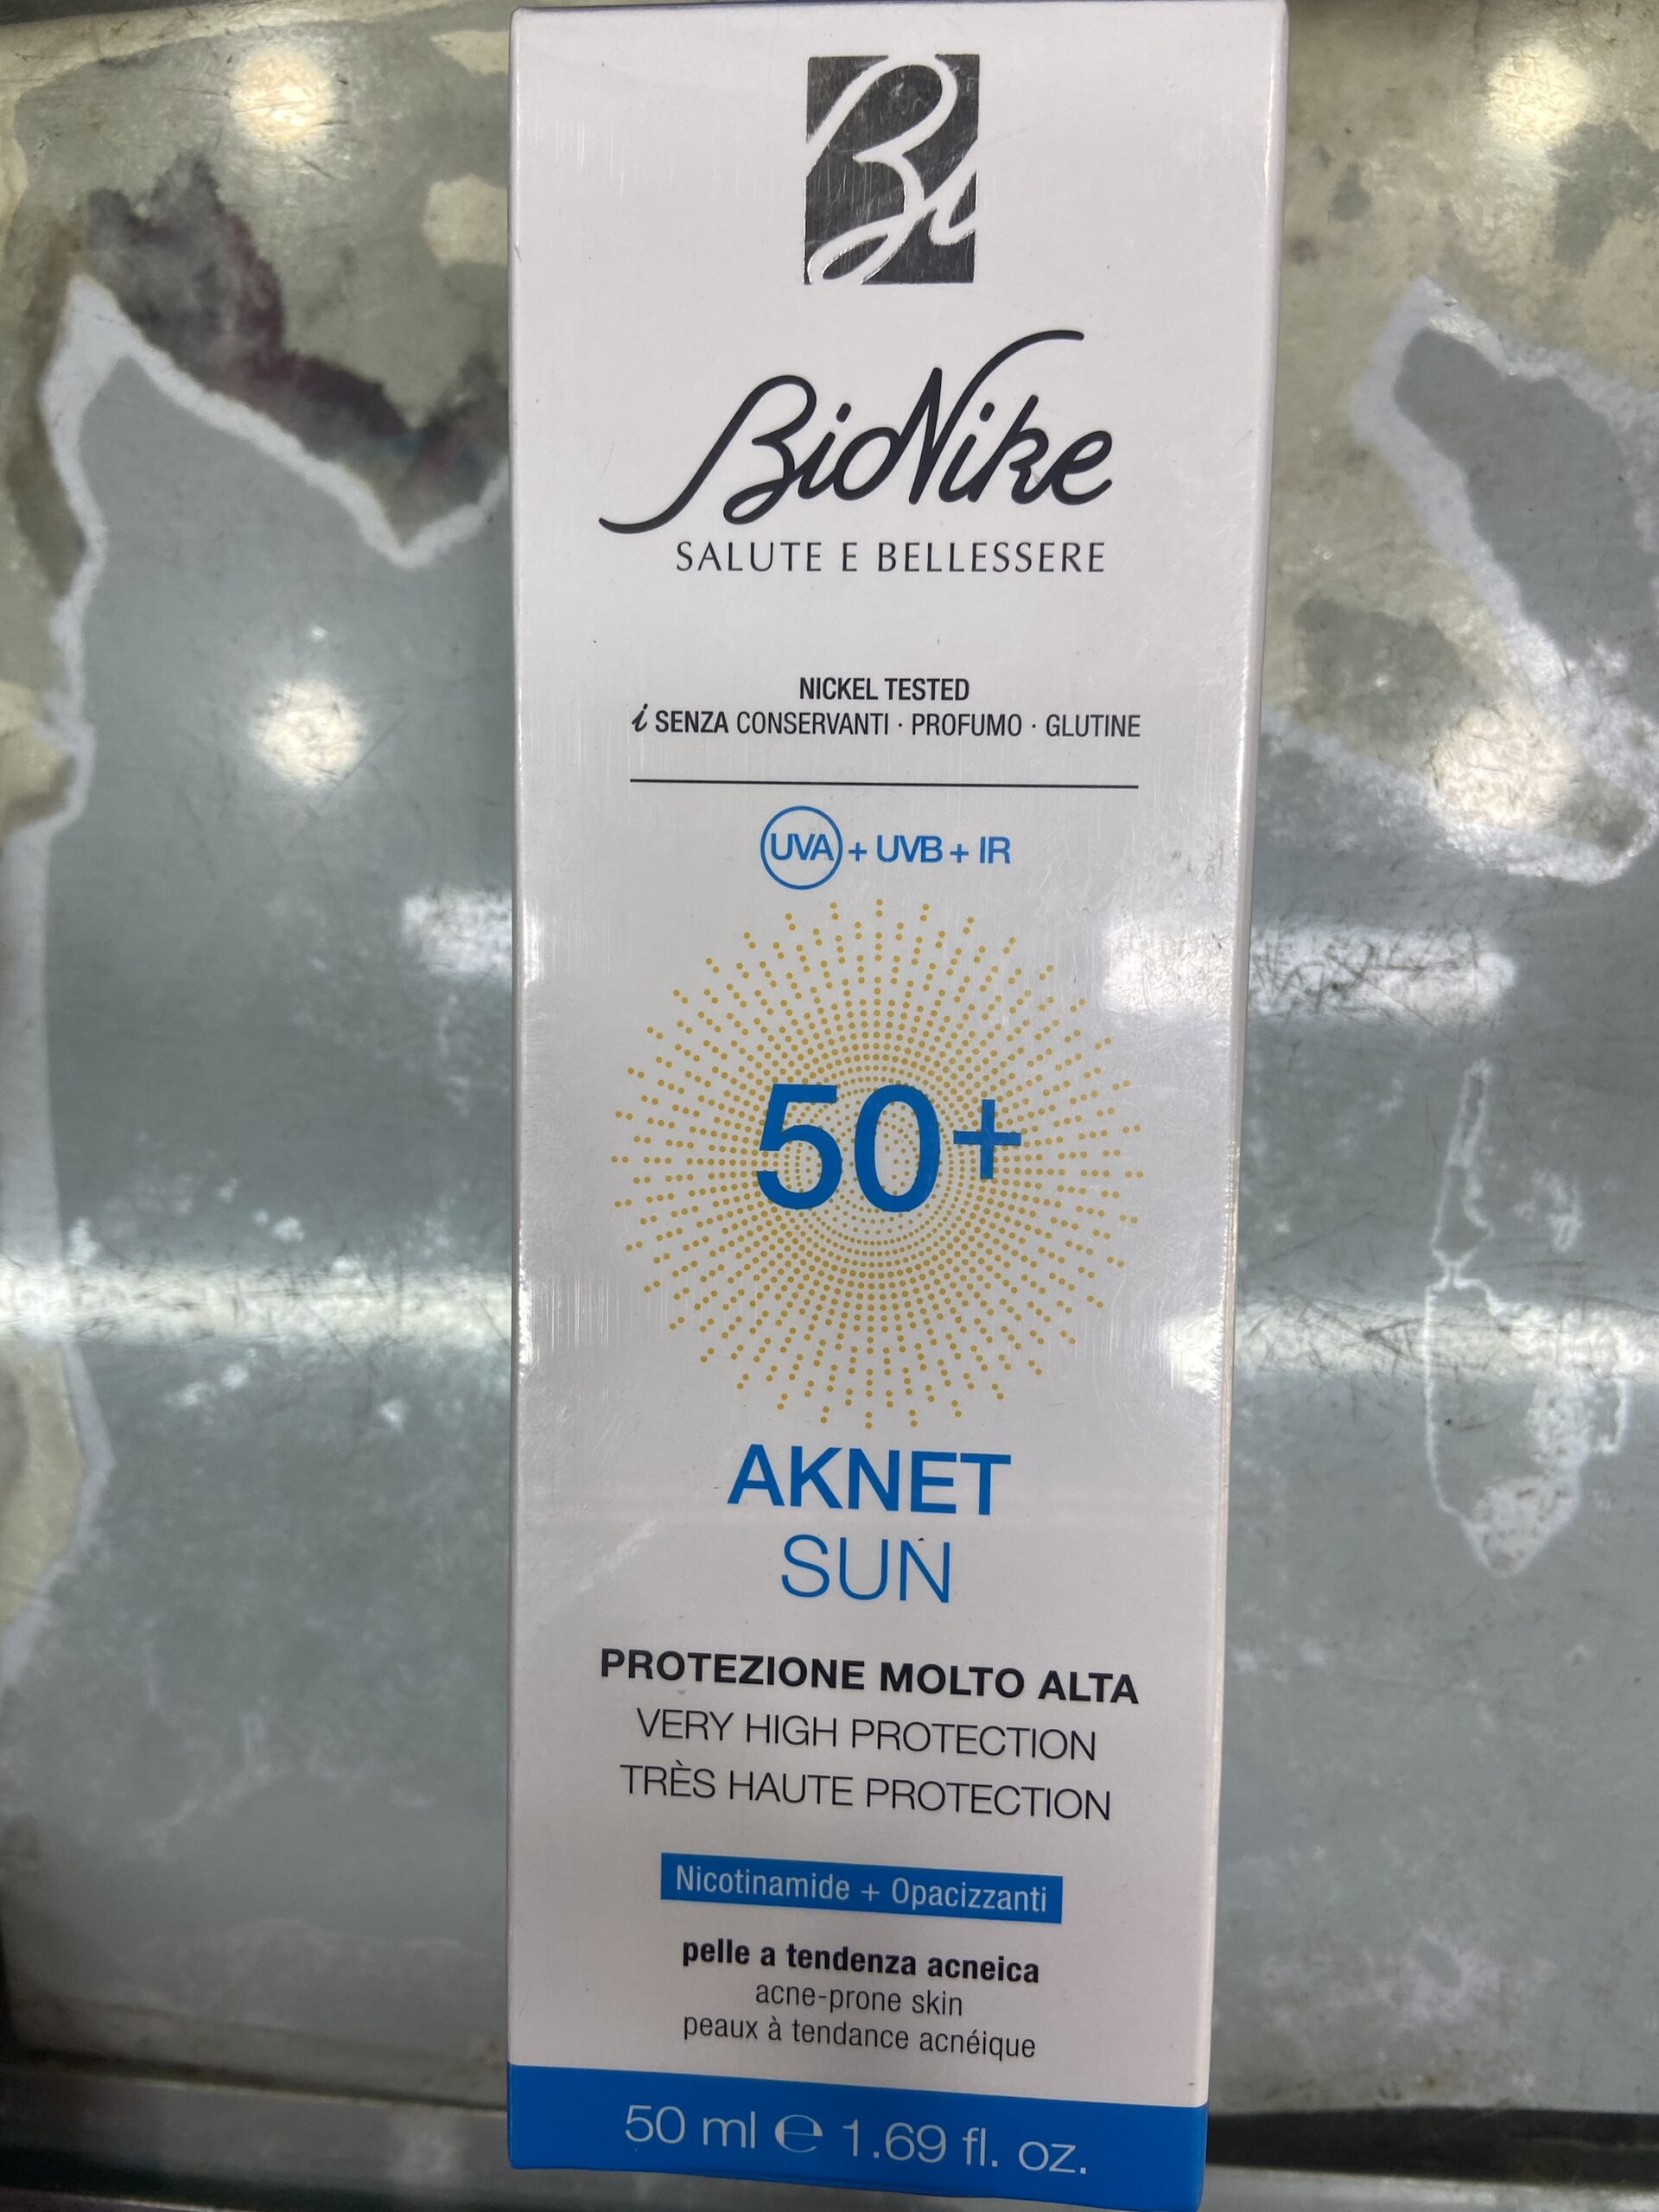 Bi
BioNike
SALUTE E BELLESSERE
NICKEL TESTED
i SENZA CONSERVANTI · PROFUMO · GLUTINE
UVA + UVB + IR
50+
AKNET
SUN
PROTEZIONE MOLTO ALTA
VERY HIGH PROTECTION
TRÈS HAUTE PROTECTION
Nicotinamide + Opacizzanti
pelle a tendenza acneica
acne-prone skin
peaux à tendance acnéique
50 ml ℮ 1.69 fl. oz.